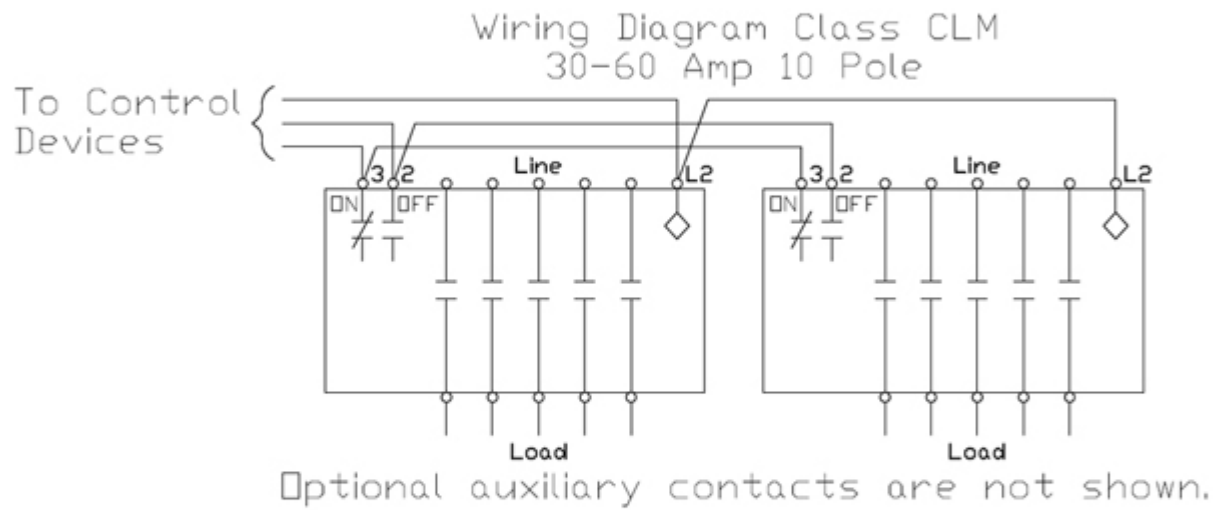 Wiring Diagram Class CLM
30-60 Amp 10 Pole
To Control
Devices
3 2 Line L2
ON OFF
Load
3 2 Line L2
ON OFF
Load
Optional auxiliary contacts are not shown.